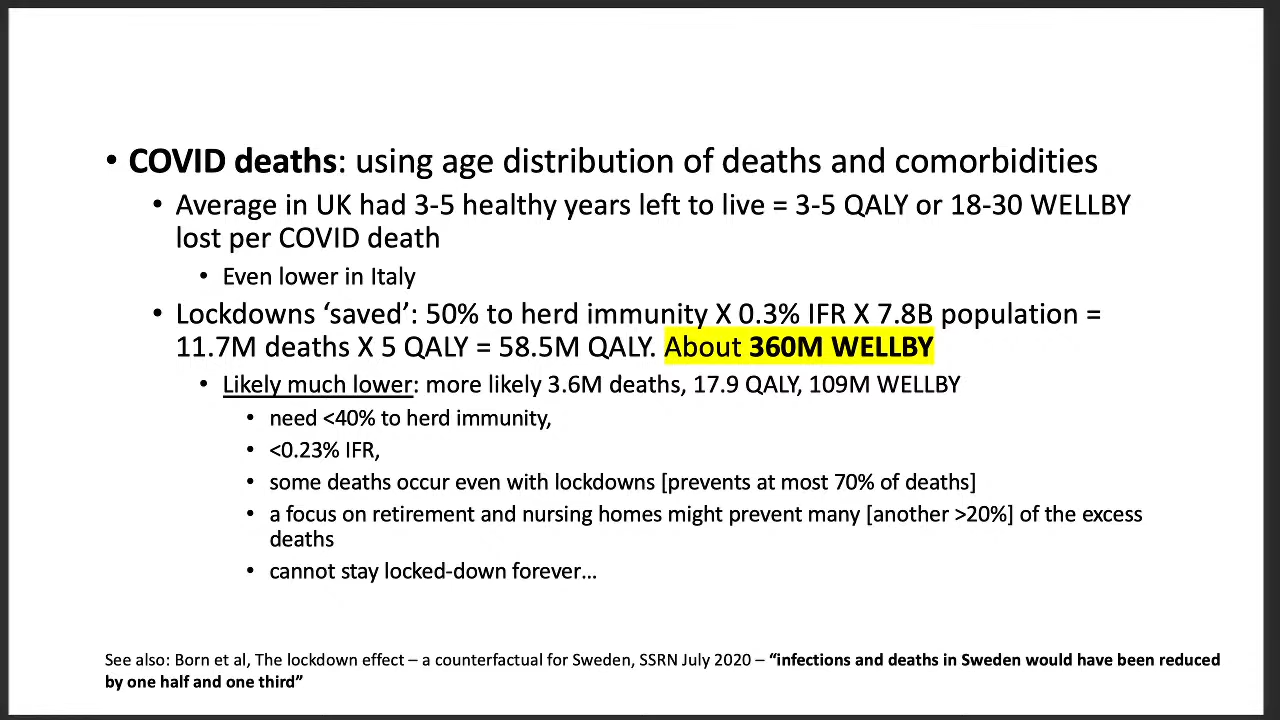 • COVID deaths: using age distribution of deaths and comorbidities
• Average in UK had 3-5 healthy years left to live = 3-5 QALY or 18-30 WELLBY
lost per COVID death
• Even lower in Italy
• Lockdowns ‘saved’: 50% to herd immunity X 0.3% IFR X 7.8B population =
11.7M deaths X 5 QALY = 58.5M QALY. About 360M WELLBY
• Likely much lower: more likely 3.6M deaths, 17.9 QALY, 109M WELLBY
• need <40% to herd immunity,
• <0.23% IFR,
• some deaths occur even with lockdowns [prevents at most 70% of deaths]
• a focus on retirement and nursing homes might prevent many [another >20%] of the excess
deaths
• cannot stay locked-down forever…
See also: Born et al, The lockdown effect – a counterfactual for Sweden, SSRN July 2020 – “infections and deaths in Sweden would have been reduced
by one half and one third”